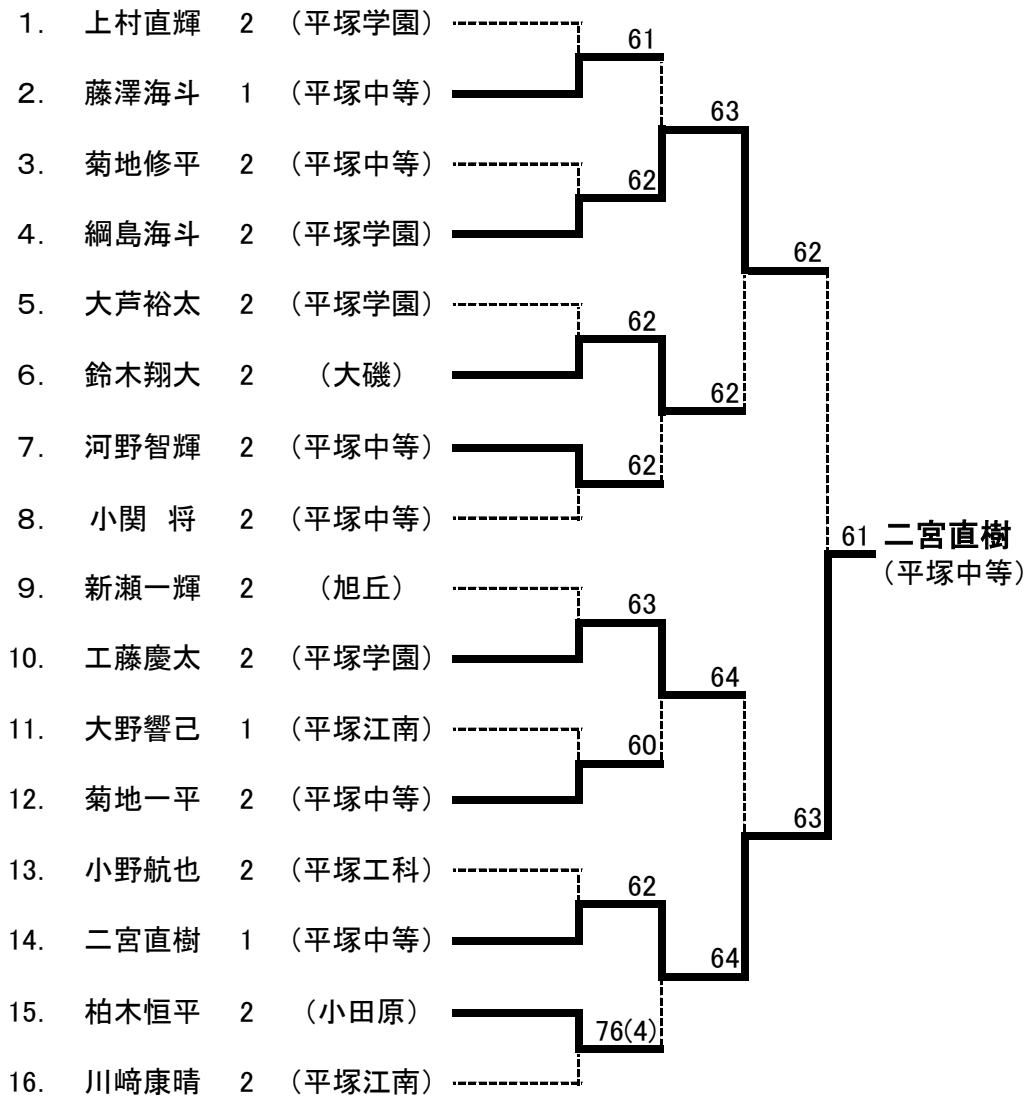 1. 上村直輝 2 (平塚学園)
61
2. 藤澤海斗 1 (平塚中等)
63
3. 菊地修平 2 (平塚中等)
62
4. 綱島海斗 2 (平塚学園)
62
5. 大芦裕太 2 (平塚学園)
62
6. 鈴木翔大 2 (大磯)
62
7. 河野智輝 2 (平塚中等)
62
8. 小関 将 2 (平塚中等)
61 二宮直樹
(平塚中等)
9. 新瀬一輝 2 (旭丘)
63
10. 工藤慶太 2 (平塚学園)
64
11. 大野響己 1 (平塚江南)
60
12. 菊地一平 2 (平塚中等)
63
13. 小野航也 2 (平塚工科)
62
14. 二宮直樹 1 (平塚中等)
64
15. 柏木恒平 2 (小田原)
76(4)
16. 川﨑康晴 2 (平塚江南)